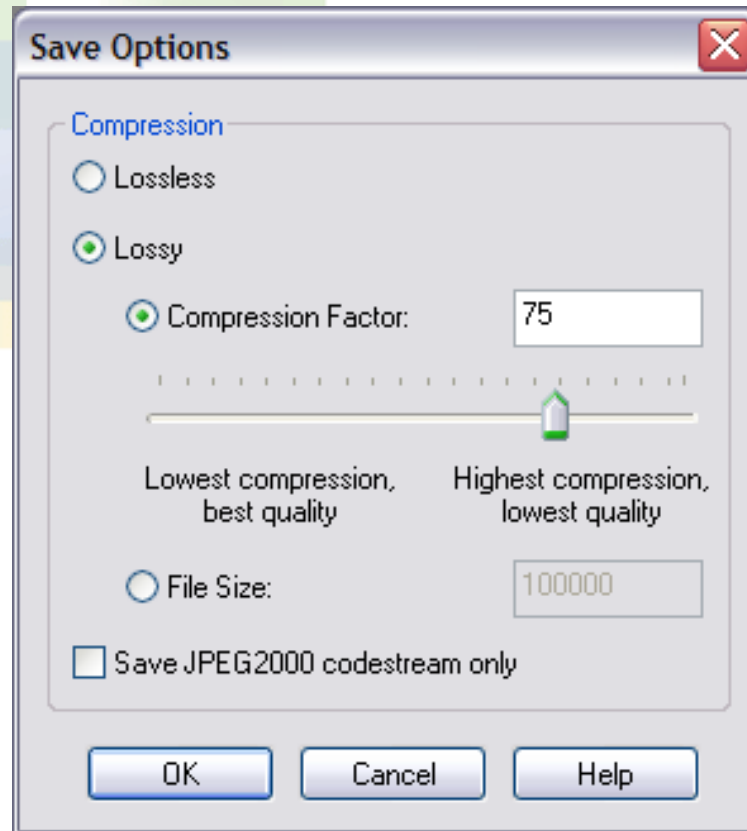 Save Options
Compression
Lossless
Lossy
Compression Factor: 75
Lowest compression, Highest compression,
best quality lowest quality
File Size: 100000
Save JPEG2000 codestream only
OK Cancel Help